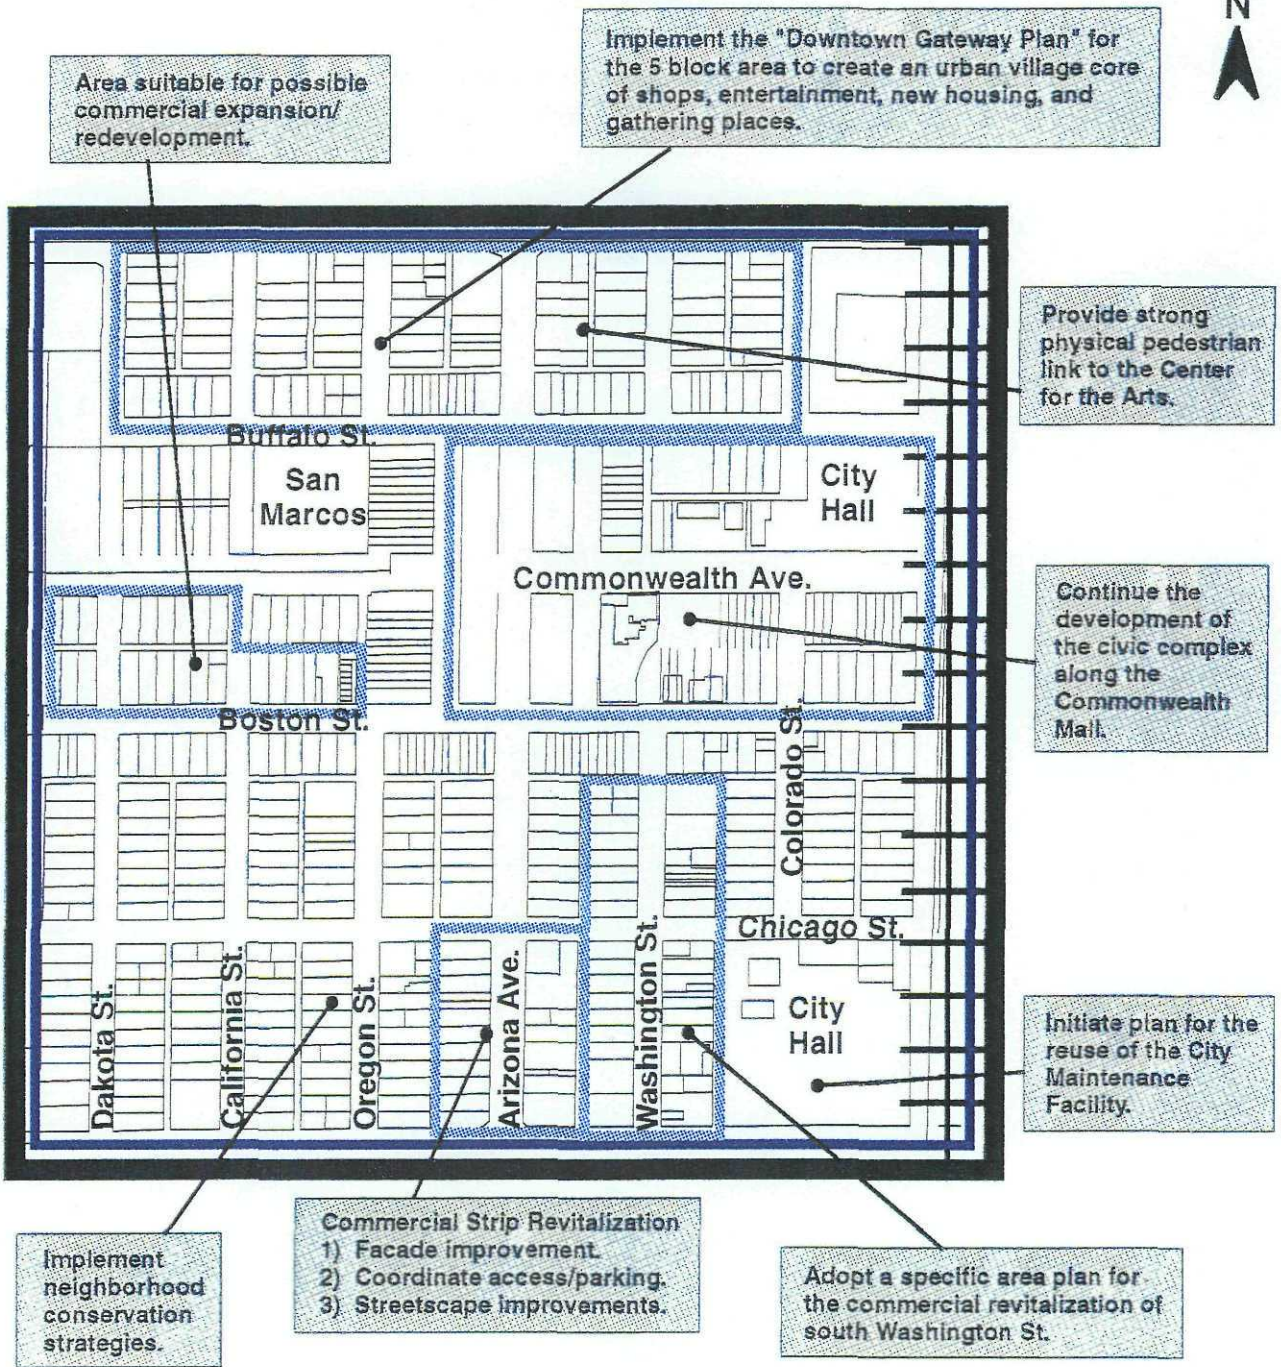 N
Implement the "Downtown Gateway Plan" for
the 5 block area to create an urban village core
of shops, entertainment, new housing, and
gathering places.
Area suitable for possible
commercial expansion/
redevelopment.
Provide strong
physical pedestrian
link to the Center
for the Arts.
Buffalo St.
San
Marcos
City
Hall
Commonwealth Ave.
Continue the
development of
the civic complex
along the
Commonwealth
Mall.
Boston St.
Colorado St.
Chicago St.
Dakota St.
California St.
Oregon St.
Arizona Ave.
Washington St.
City
Hall
Initiate plan for the
reuse of the City
Maintenance
Facility.
Implement
neighborhood
conservation
strategies.
Commercial Strip Revitalization
1) Facade improvement.
2) Coordinate access/parking.
3) Streetscape improvements.
Adopt a specific area plan for
the commercial revitalization of
south Washington St.